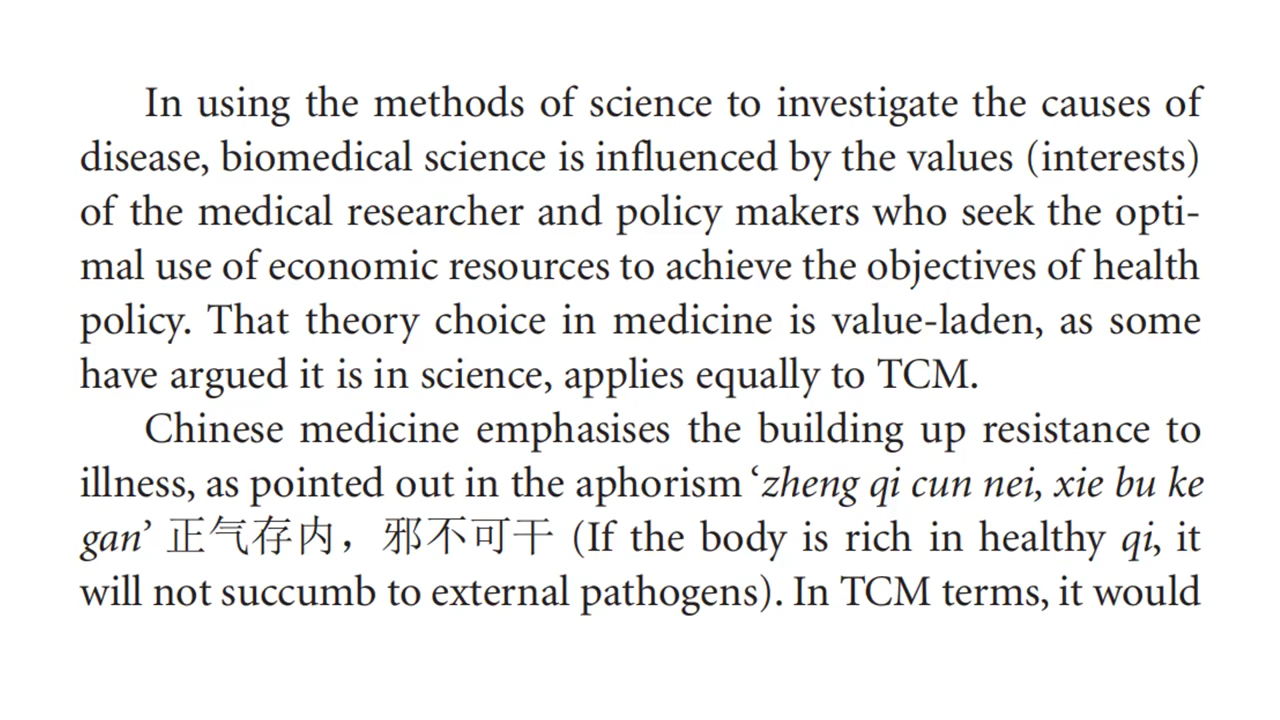 In using the methods of science to investigate the causes of
disease, biomedical science is influenced by the values (interests)
of the medical researcher and policy makers who seek the opti-
mal use of economic resources to achieve the objectives of health
policy. That theory choice in medicine is value-laden, as some
have argued it is in science, applies equally to TCM.
Chinese medicine emphasises the building up resistance to
illness, as pointed out in the aphorism ‘zheng qi cun nei, xie bu ke
gan’ 正气存内，邪不可干 (If the body is rich in healthy qi, it
will not succumb to external pathogens). In TCM terms, it would